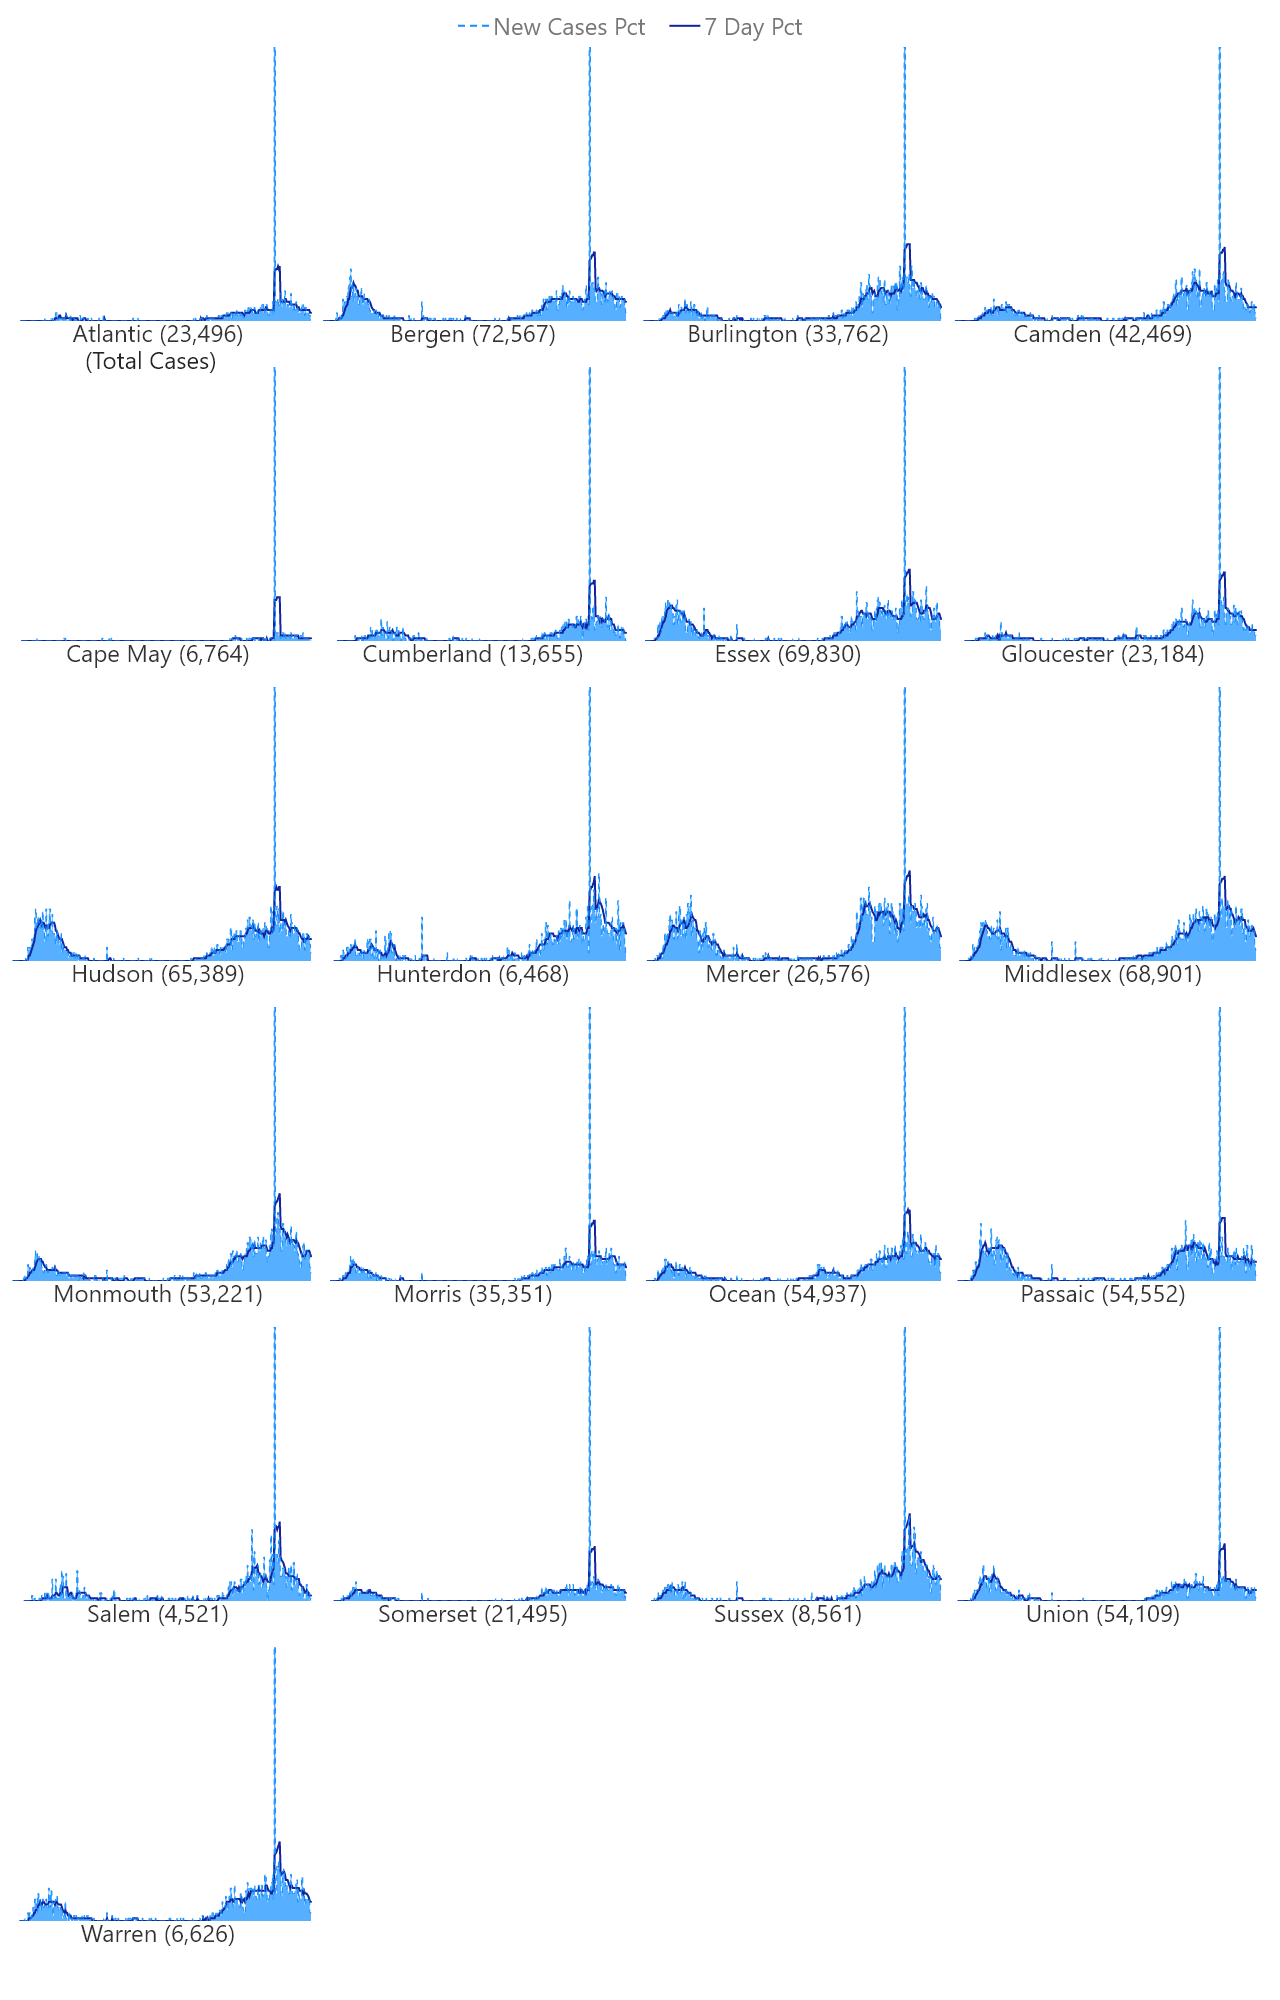 New Cases Pct 7 Day Pct
Atlantic (23,496)
(Total Cases)
Bergen (72,567)
Burlington (33,762)
Camden (42,469)
Cape May (6,764)
Cumberland (13,655)
Essex (69,830)
Gloucester (23,184)
Hudson (65,389)
Hunterdon (6,468)
Mercer (26,576)
Middlesex (68,901)
Monmouth (53,221)
Morris (35,351)
Ocean (54,937)
Passaic (54,552)
Salem (4,521)
Somerset (21,495)
Sussex (8,561)
Union (54,109)
Warren (6,626)